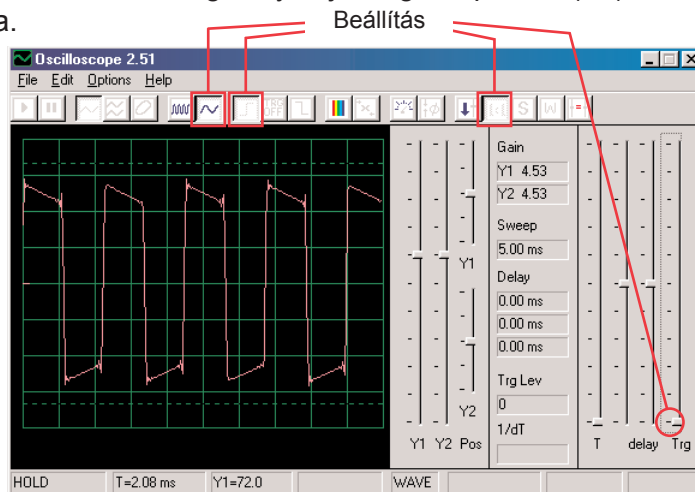 a.
Beállítás
Oscilloscope 2.51
File Edit Options Help
TRG OFF
S W
Gain
Y1 4.53
Y2 4.53
Sweep
5.00 ms
Delay
0.00 ms
0.00 ms
0.00 ms
Trg Lev
0
1/dT
Y1
Y2
Y1 Y2 Pos
T delay Trg
HOLD T=2.08 ms Y1=72.0 WAVE